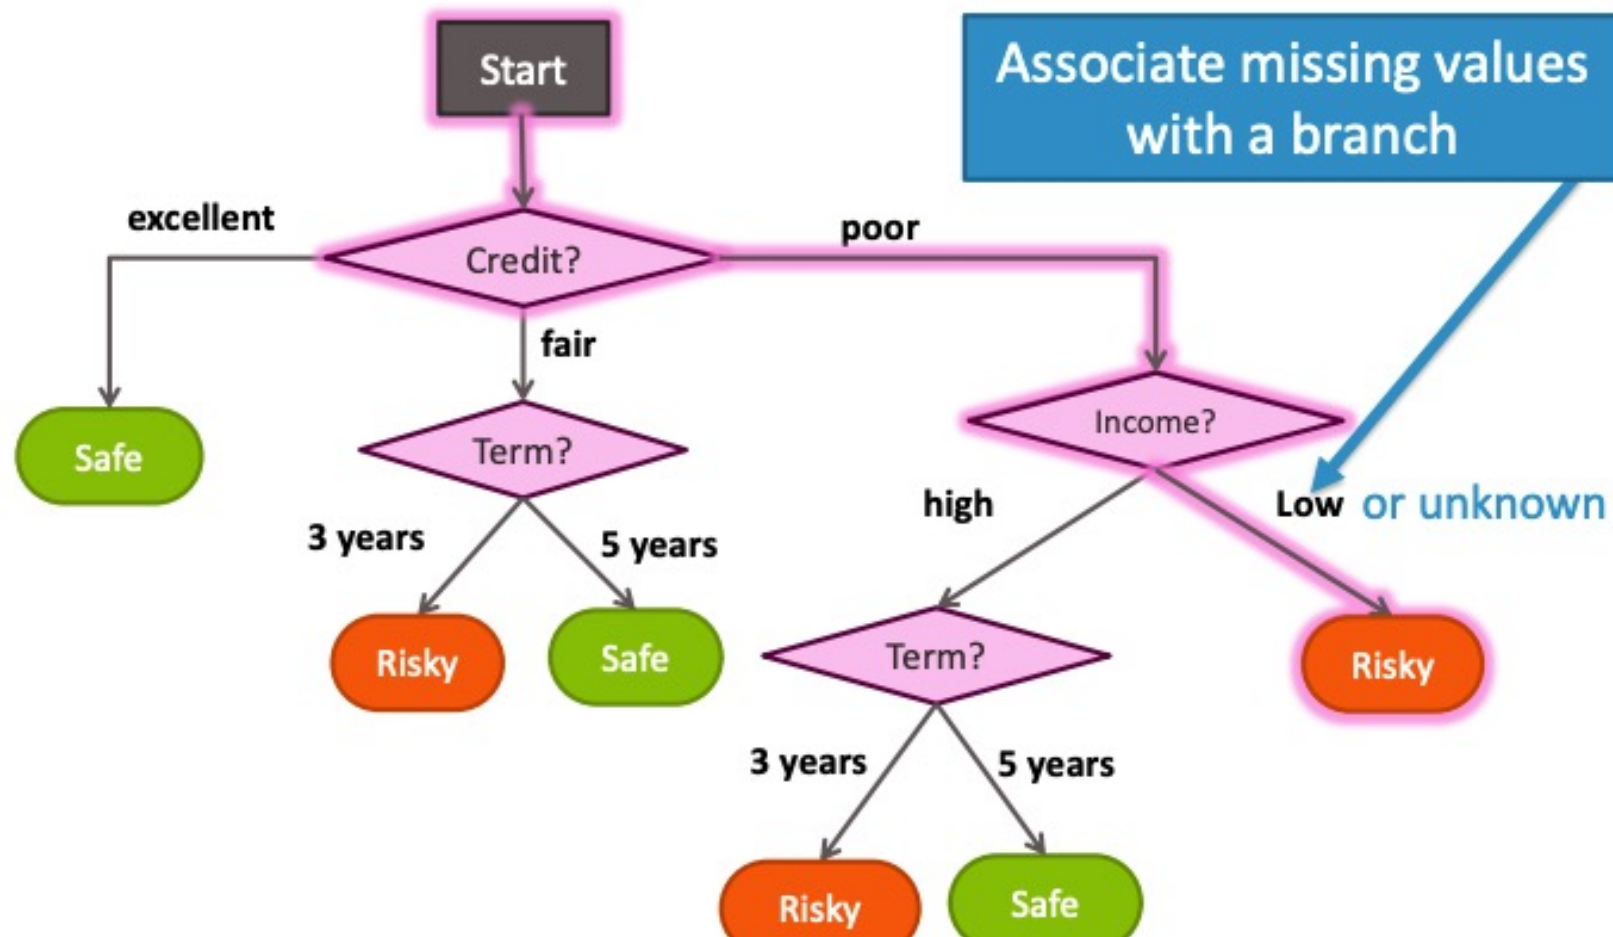 Start
Associate missing values
with a branch
excellent
poor
Credit?
fair
Safe
Term?
Income?
high
Low or unknown
3 years
5 years
Risky
Safe
Term?
Risky
3 years
5 years
Risky
Safe